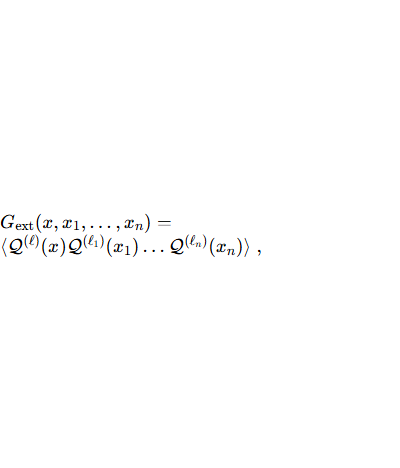 G_ext(x, x_1, …, x_n) =
⟨𝒬^(ℓ)(x)𝒬^(ℓ_1)(x_1) … 𝒬^(ℓ_n)(x_n)⟩ ,